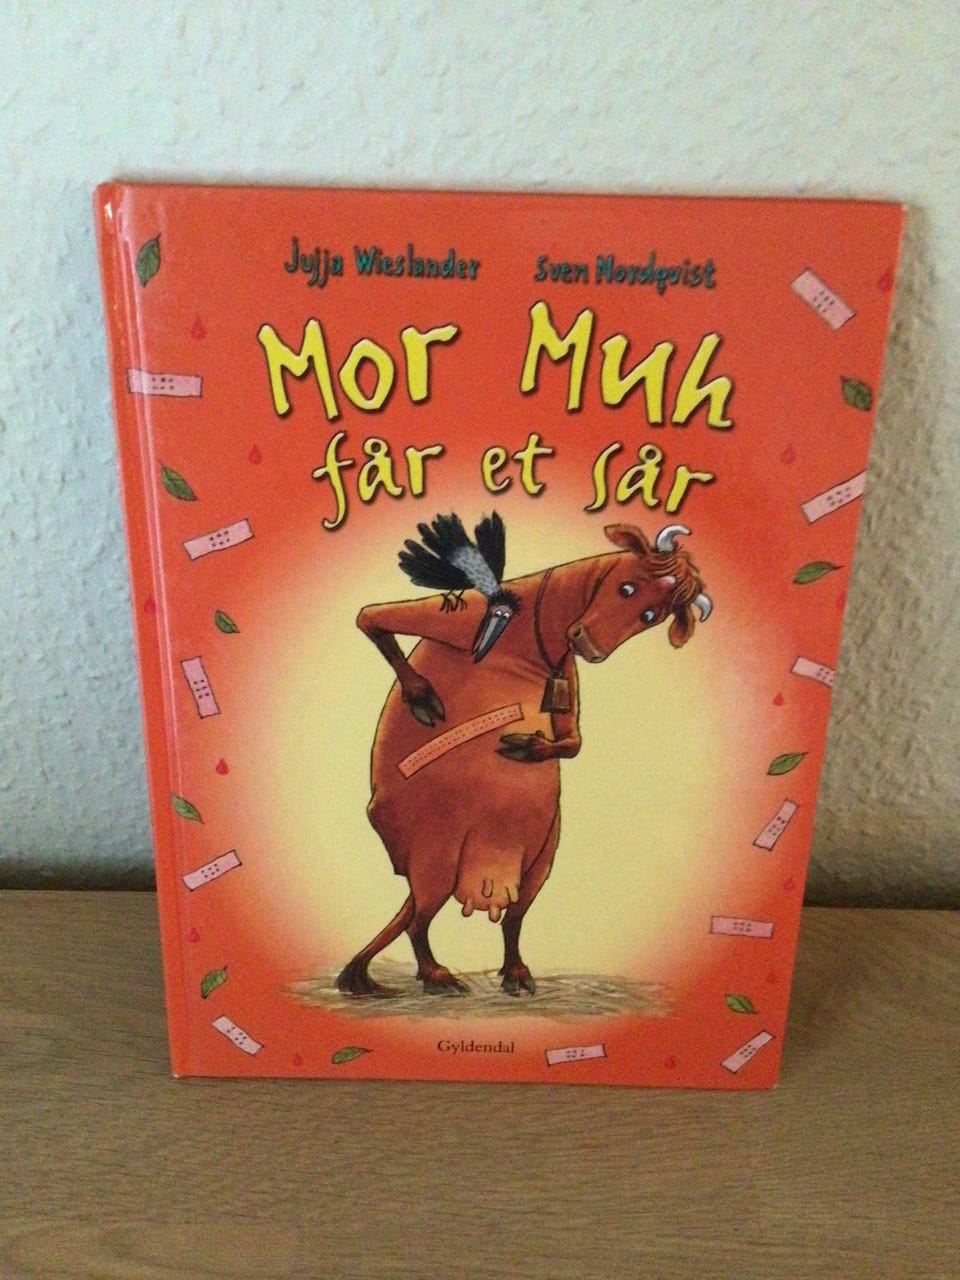 Jujja Wieslander Sven Nordqvist
Mor Muh
får et sår
Gyldendal